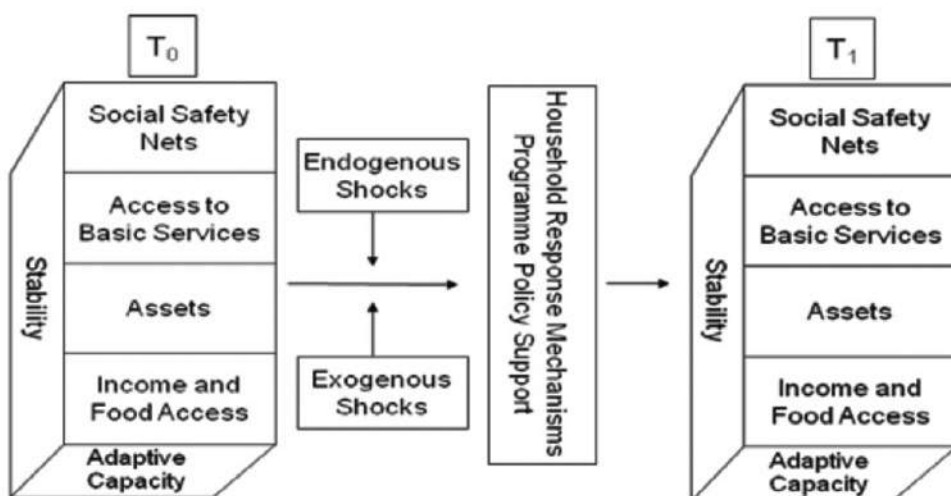 T0
Social Safety
Nets
Access to
Basic Services
Assets
Income and
Food Access
Stability
Adaptive
Capacity
Endogenous
Shocks
Exogenous
Shocks
Household Response Mechanisms
Programme Policy Support
T1
Social Safety
Nets
Access to
Basic Services
Assets
Income and
Food Access
Stability
Adaptive
Capacity